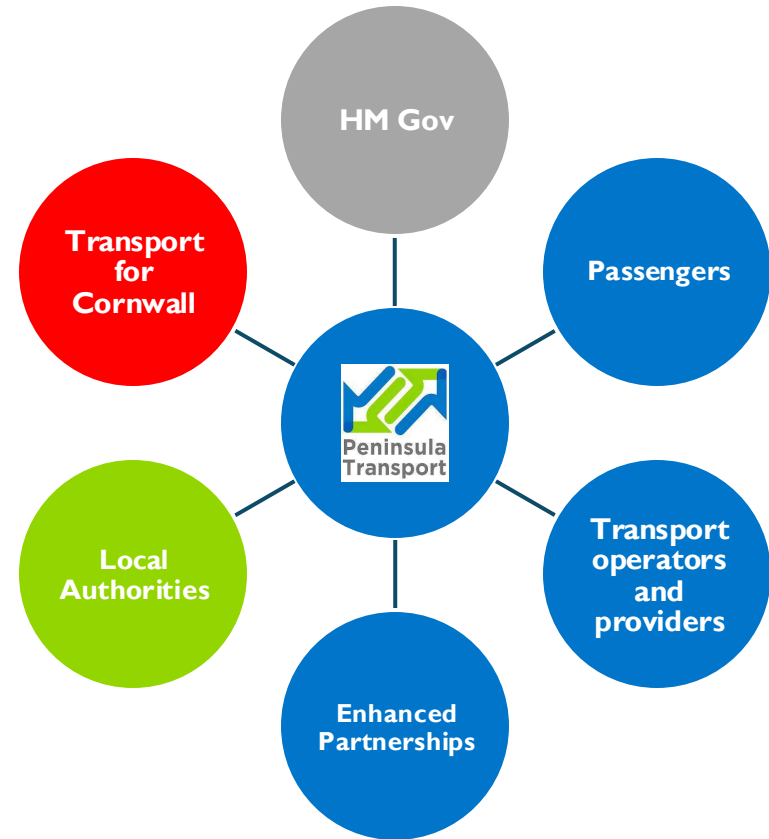 HM Gov
Transport
for
Cornwall
Passengers
Peninsula
Transport
Local
Authorities
Transport
operators
and
providers
Enhanced
Partnerships